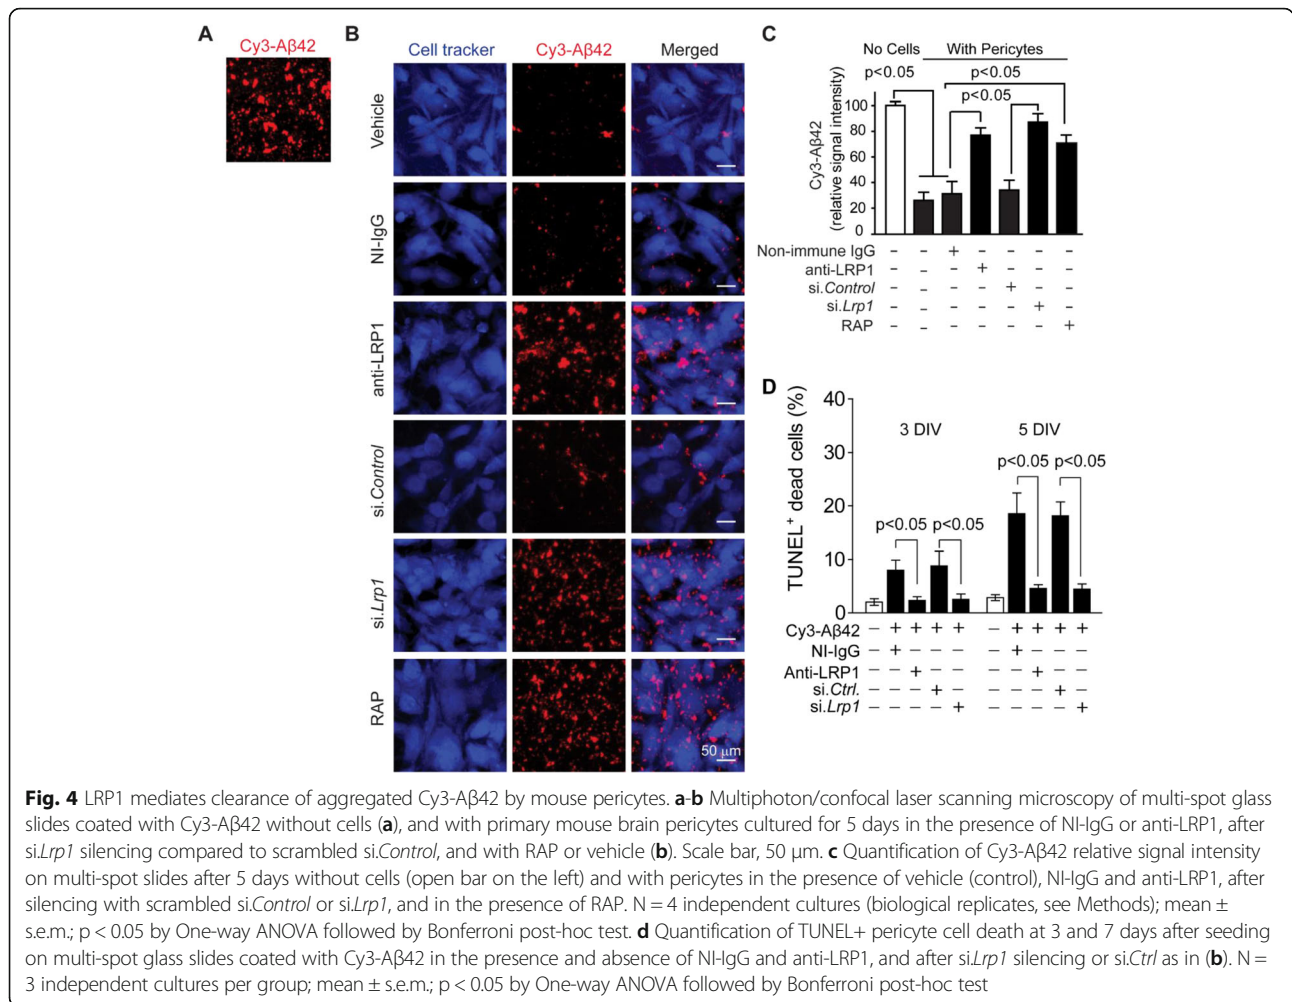 A
Cy3-Aβ42
B
Cell tracker
Cy3-Aβ42
Merged
Vehicle
NI-IgG
anti-LRP1
si.Control
si.Lrp1
RAP
50 μm
C
No Cells
With Pericytes
p<0.05
p<0.05
p<0.05
Cy3-Aβ42
(relative signal intensity)
100
80
60
40
20
0
Non-immune IgG – – + – – – –
anti-LRP1 – – – + – – –
si.Control – – – – + – –
si.Lrp1 – – – – – + –
RAP – – – – – – +
D
TUNEL+ dead cells (%)
40
30
20
10
0
3 DIV
5 DIV
p<0.05
p<0.05
p<0.05
p<0.05
Cy3-Aβ42 – + + + + – + + + +
NI-IgG – + – – – – + – – –
Anti-LRP1 – – + – – – – + – –
si.Ctrl. – – – + – – – – + –
si.Lrp1 – – – – + – – – – +
Fig. 4 LRP1 mediates clearance of aggregated Cy3-Aβ42 by mouse pericytes. a-b Multiphoton/confocal laser scanning microscopy of multi-spot glass
slides coated with Cy3-Aβ42 without cells (a), and with primary mouse brain pericytes cultured for 5 days in the presence of NI-IgG or anti-LRP1, after
si.Lrp1 silencing compared to scrambled si.Control, and with RAP or vehicle (b). Scale bar, 50 μm. c Quantification of Cy3-Aβ42 relative signal intensity
on multi-spot slides after 5 days without cells (open bar on the left) and with pericytes in the presence of vehicle (control), NI-IgG and anti-LRP1, after
silencing with scrambled si.Control or si.Lrp1, and in the presence of RAP. N = 4 independent cultures (biological replicates, see Methods); mean ±
s.e.m.; p < 0.05 by One-way ANOVA followed by Bonferroni post-hoc test. d Quantification of TUNEL+ pericyte cell death at 3 and 7 days after seeding
on multi-spot glass slides coated with Cy3-Aβ42 in the presence and absence of NI-IgG and anti-LRP1, and after si.Lrp1 silencing or si.Ctrl as in (b). N =
3 independent cultures per group; mean ± s.e.m.; p < 0.05 by One-way ANOVA followed by Bonferroni post-hoc test